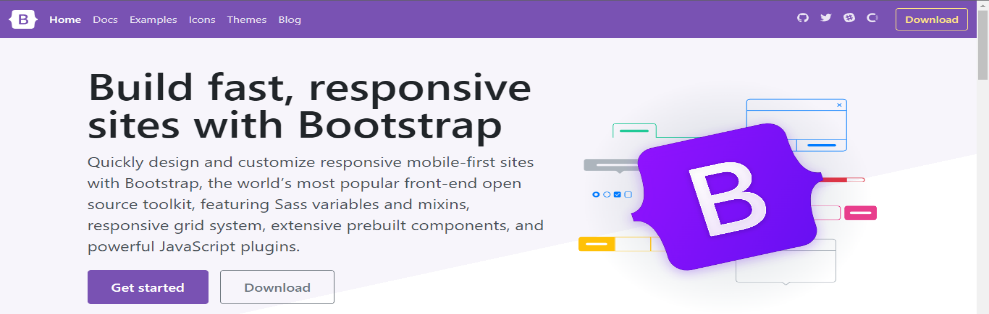 B Home Docs Examples Icons Themes Blog Download
Build fast, responsive
sites with Bootstrap
Quickly design and customize responsive mobile-first sites
with Bootstrap, the world’s most popular front-end open
source toolkit, featuring Sass variables and mixins,
responsive grid system, extensive prebuilt components, and
powerful JavaScript plugins.
Get started Download
B